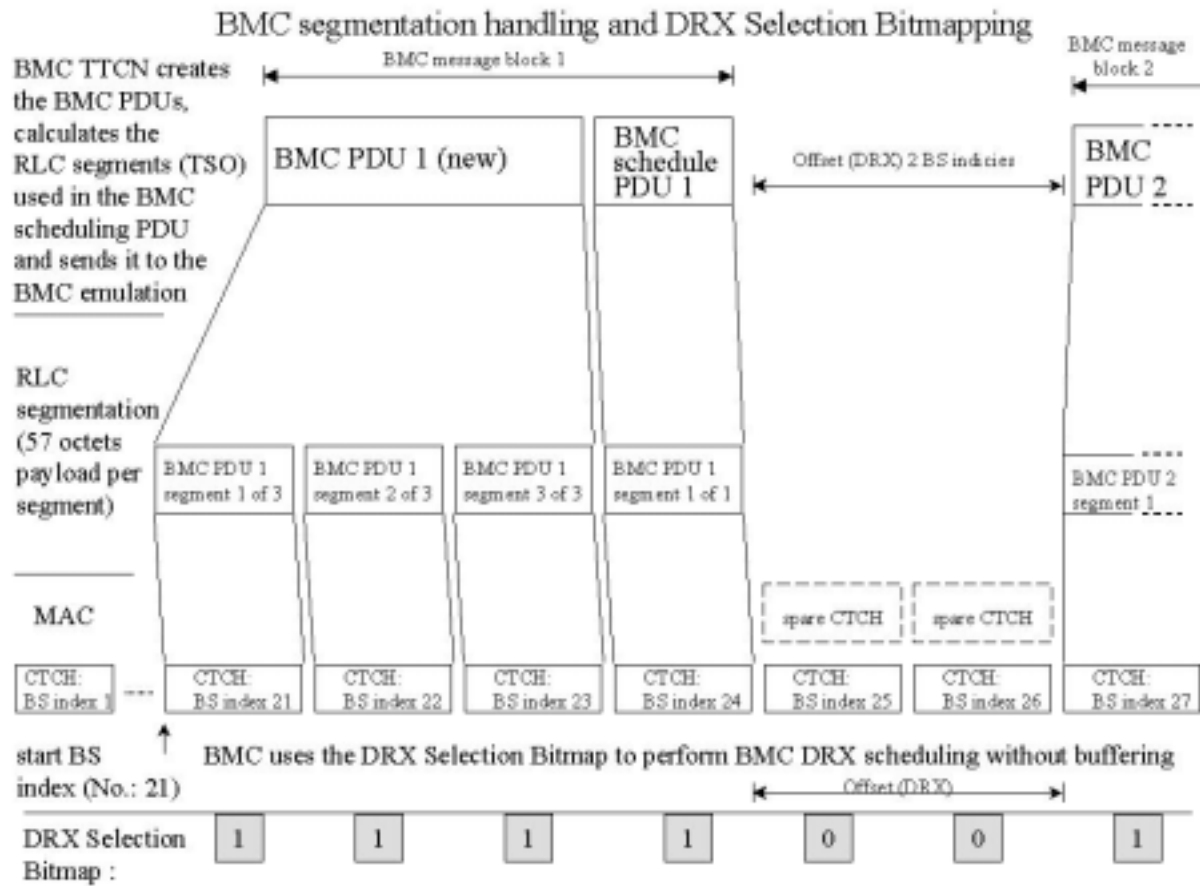 BMC segmentation handling and DRX Selection Bitmapping
BMC message block 1
BMC message
block 2
BMC TTCN creates
the BMC PDUs,
calculates the
RLC segments (TSO)
used in the BMC
scheduling PDU
and sends it to the
BMC emulation
BMC PDU 1 (new)
BMC
schedule
PDU 1
Offset (DRX) 2 BS indicies
BMC
PDU 2
RLC
segmentation
(57 octets
payload per
segment)
BMC PDU 1
segment 1 of 3
BMC PDU 1
segment 2 of 3
BMC PDU 1
segment 3 of 3
BMC PDU 1
segment 1 of 1
BMC PDU 2
segment 1
MAC
spare CTCH
spare CTCH
CTCH:
BS index 1
CTCH:
BS index 21
CTCH:
BS index 22
CTCH:
BS index 23
CTCH:
BS index 24
CTCH:
BS index 25
CTCH:
BS index 26
CTCH:
BS index 27
start BS
index (No.: 21)
BMC uses the DRX Selection Bitmap to perform BMC DRX scheduling without buffering
Offset (DRX)
DRX Selection
Bitmap :
1 1 1 1 0 0 1